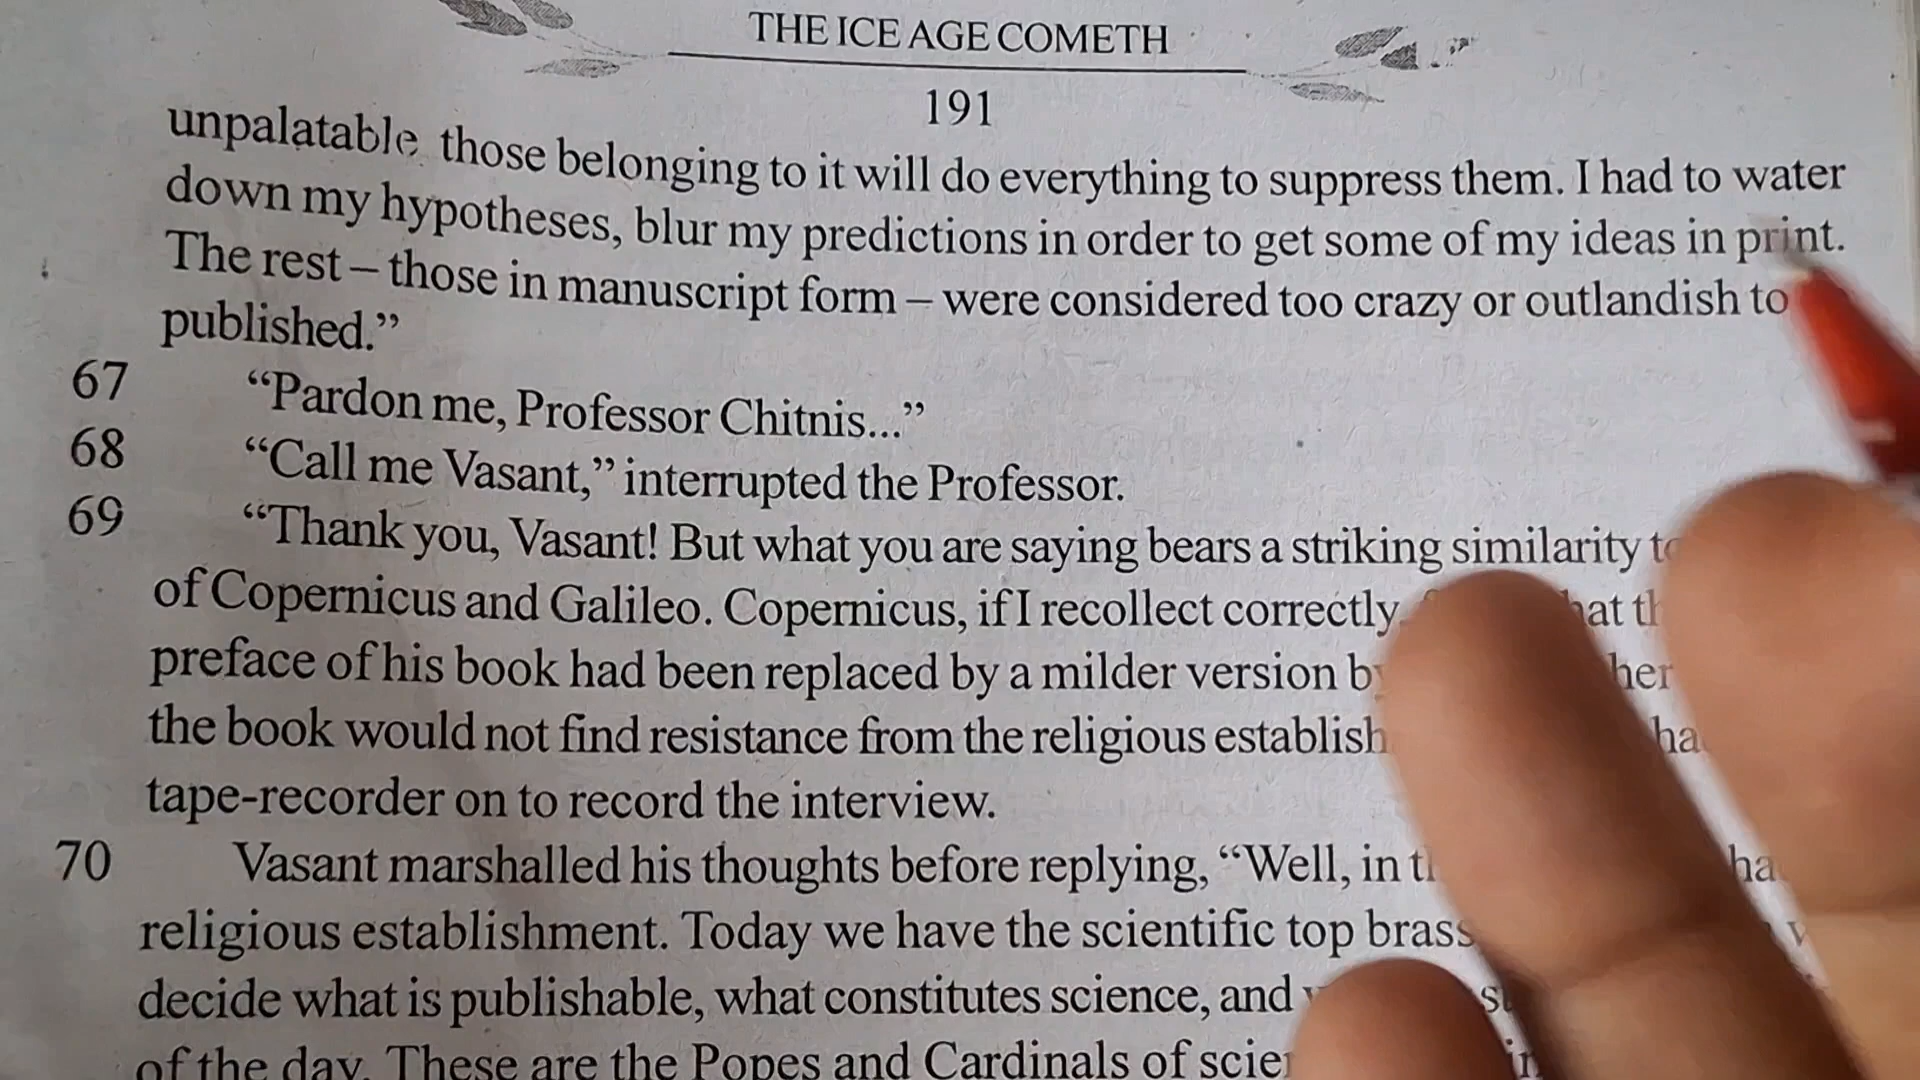 THE ICE AGE COMETH
191
unpalatable those belonging to it will do everything to suppress them. I had to water
down my hypotheses, blur my predictions in order to get some of my ideas in print.
The rest – those in manuscript form – were considered too crazy or outlandish to
published.”
67 “Pardon me, Professor Chitnis...”
68 “Call me Vasant,” interrupted the Professor.
69 “Thank you, Vasant! But what you are saying bears a striking similarity
of Copernicus and Galileo. Copernicus, if I recollect correctly
preface of his book had been replaced by a milder version
the book would not find resistance from the religious
tape-recorder on to record the interview.
70 Vasant marshalled his thoughts before replying, “Well, in
religious establishment. Today we have the scientific top brass
decide what is publishable, what constitutes science, and
of the day. These are the Popes and Cardinals of